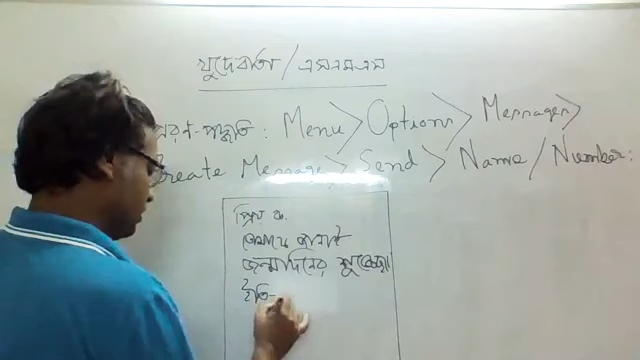 খুদেবার্তা / এসএমএস
প্রেরণ-পদ্ধতি : Menu > Options > Messages >
Create Message > Send > Name / Number :
প্রিয় ক.
তোমাকে জানাই
জন্মদিনের শুভেচ্ছা
ইতি-